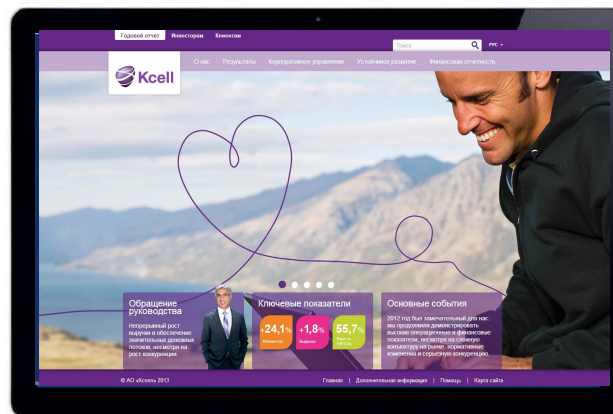 Годовой отчет Инвесторам Клиентам
Поиск РУС
Kcell
О нас Результаты Корпоративное управление Устойчивое развитие Финансовая отчетность
Обращение
руководства
Непрерывный рост
выручки и обеспечение
значительных денежных
потоков, несмотря на
рост конкуренции.
Ключевые показатели
+24,1%
Абонентов
+1,8%
Выручка
55,7%
Основные события
2012 год был замечательный для нас
мы продолжили демонстрировать
высокие операционные и финансовые
показатели, несмотря на сложную
конъюктуру на рынке, нормативные
изменения и серьезную конкуренцию.
© АО «Кселл» 2013
Главная | Дополнительная информация | Помощь | Карта сайта